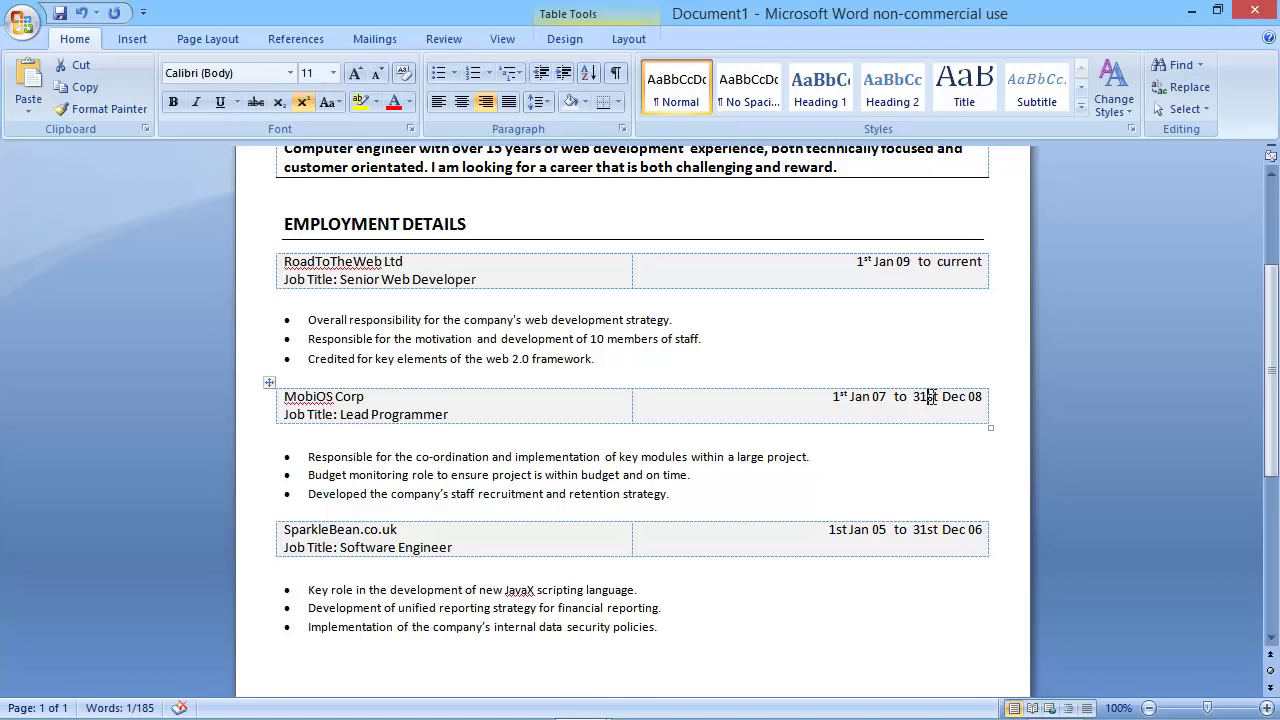 Table Tools
Document1 - Microsoft Word non-commercial use
Home Insert Page Layout References Mailings Review View Design Layout
Paste
Cut
Copy
Format Painter
Clipboard
Calibri (Body) 11
B I U abc x₂ x² Aa
ab A
Font
Paragraph
AaBbCcDc AaBbCcDc AaBbCc AaBbCc AaB AaBbCc.
¶ Normal ¶ No Spaci... Heading 1 Heading 2 Title Subtitle
Change Styles
Styles
Find
Replace
Select
Editing
Computer engineer with over 15 years of web development experience, both technically focused and
customer orientated. I am looking for a career that is both challenging and reward.
EMPLOYMENT DETAILS
RoadToTheWeb Ltd 1st Jan 09 to current
Job Title: Senior Web Developer
• Overall responsibility for the company's web development strategy.
• Responsible for the motivation and development of 10 members of staff.
• Credited for key elements of the web 2.0 framework.
MobiOS Corp 1st Jan 07 to 31st Dec 08
Job Title: Lead Programmer
• Responsible for the co-ordination and implementation of key modules within a large project.
• Budget monitoring role to ensure project is within budget and on time.
• Developed the company's staff recruitment and retention strategy.
SparkleBean.co.uk 1st Jan 05 to 31st Dec 06
Job Title: Software Engineer
• Key role in the development of new JavaX scripting language.
• Development of unified reporting strategy for financial reporting.
• Implementation of the company's internal data security policies.
Page: 1 of 1 Words: 1/185 100%